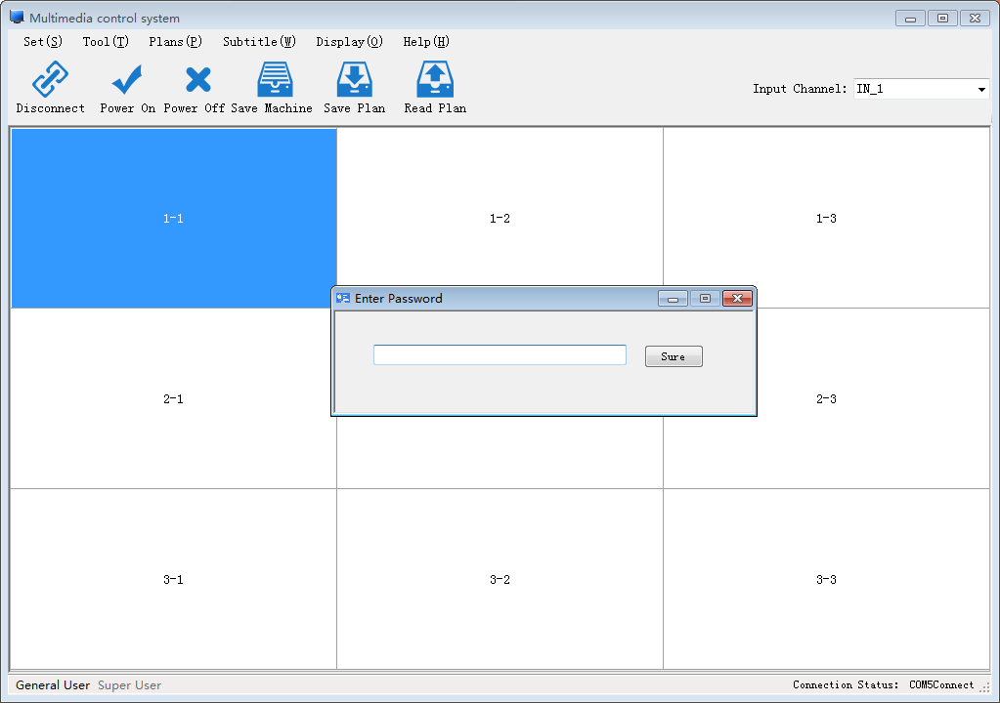 Multimedia control system
Set(S) Tool(T) Plans(P) Subtitle(W) Display(O) Help(H)
Disconnect Power On Power Off Save Machine Save Plan Read Plan
Input Channel: IN_1
1-1 1-2 1-3
Enter Password
Sure
2-1 2-3
3-1 3-2 3-3
General User Super User Connection Status: COM5Connect